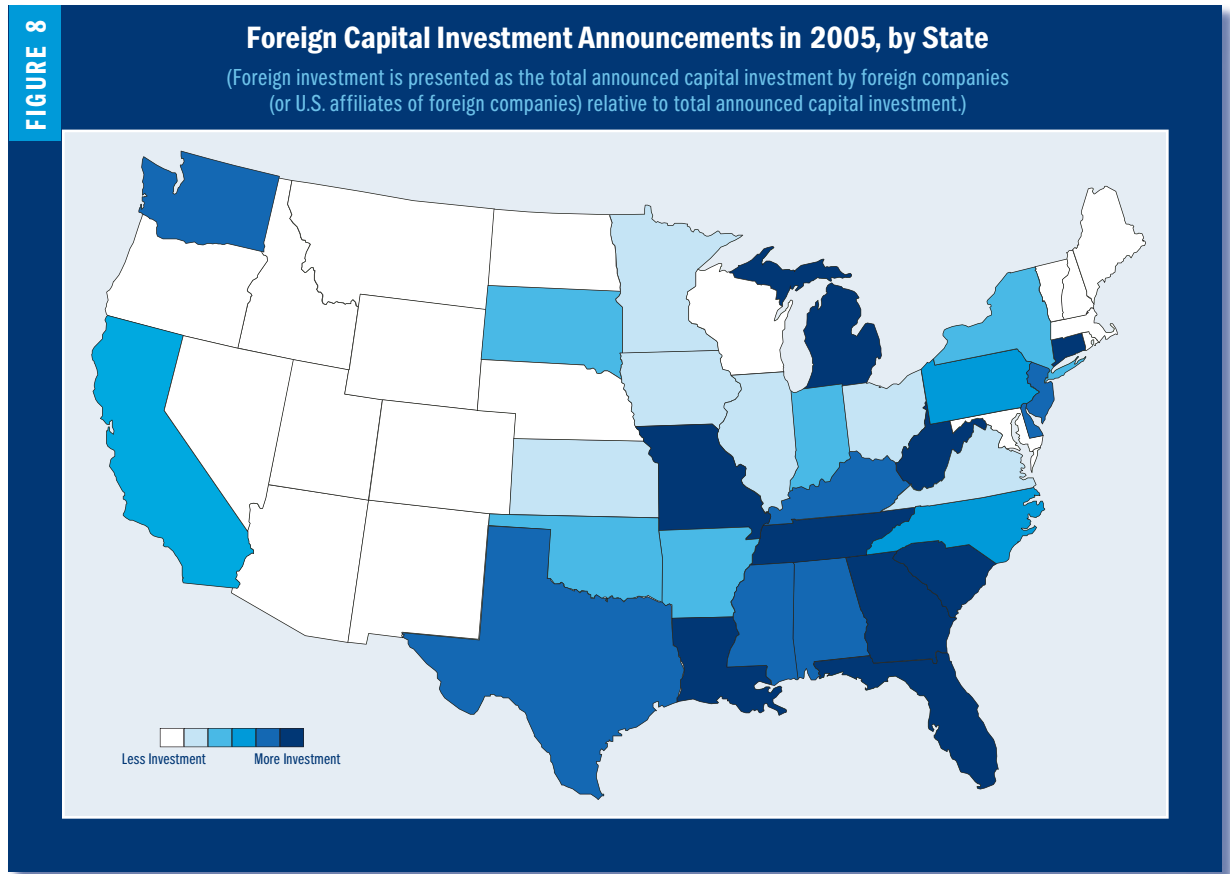 FIGURE 8
Foreign Capital Investment Announcements in 2005, by State
(Foreign investment is presented as the total announced capital investment by foreign companies
(or U.S. affiliates of foreign companies) relative to total announced capital investment.)
Less Investment More Investment